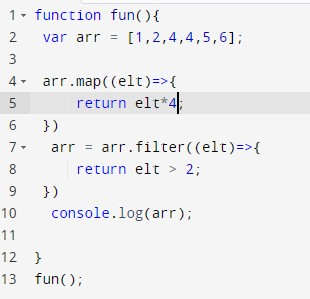 1 function fun(){
2 var arr = [1,2,4,4,5,6];
3
4 arr.map((elt)=>{
5 return elt*4;
6 })
7 arr = arr.filter((elt)=>{
8 return elt > 2;
9 })
10 console.log(arr);
11
12 }
13 fun();